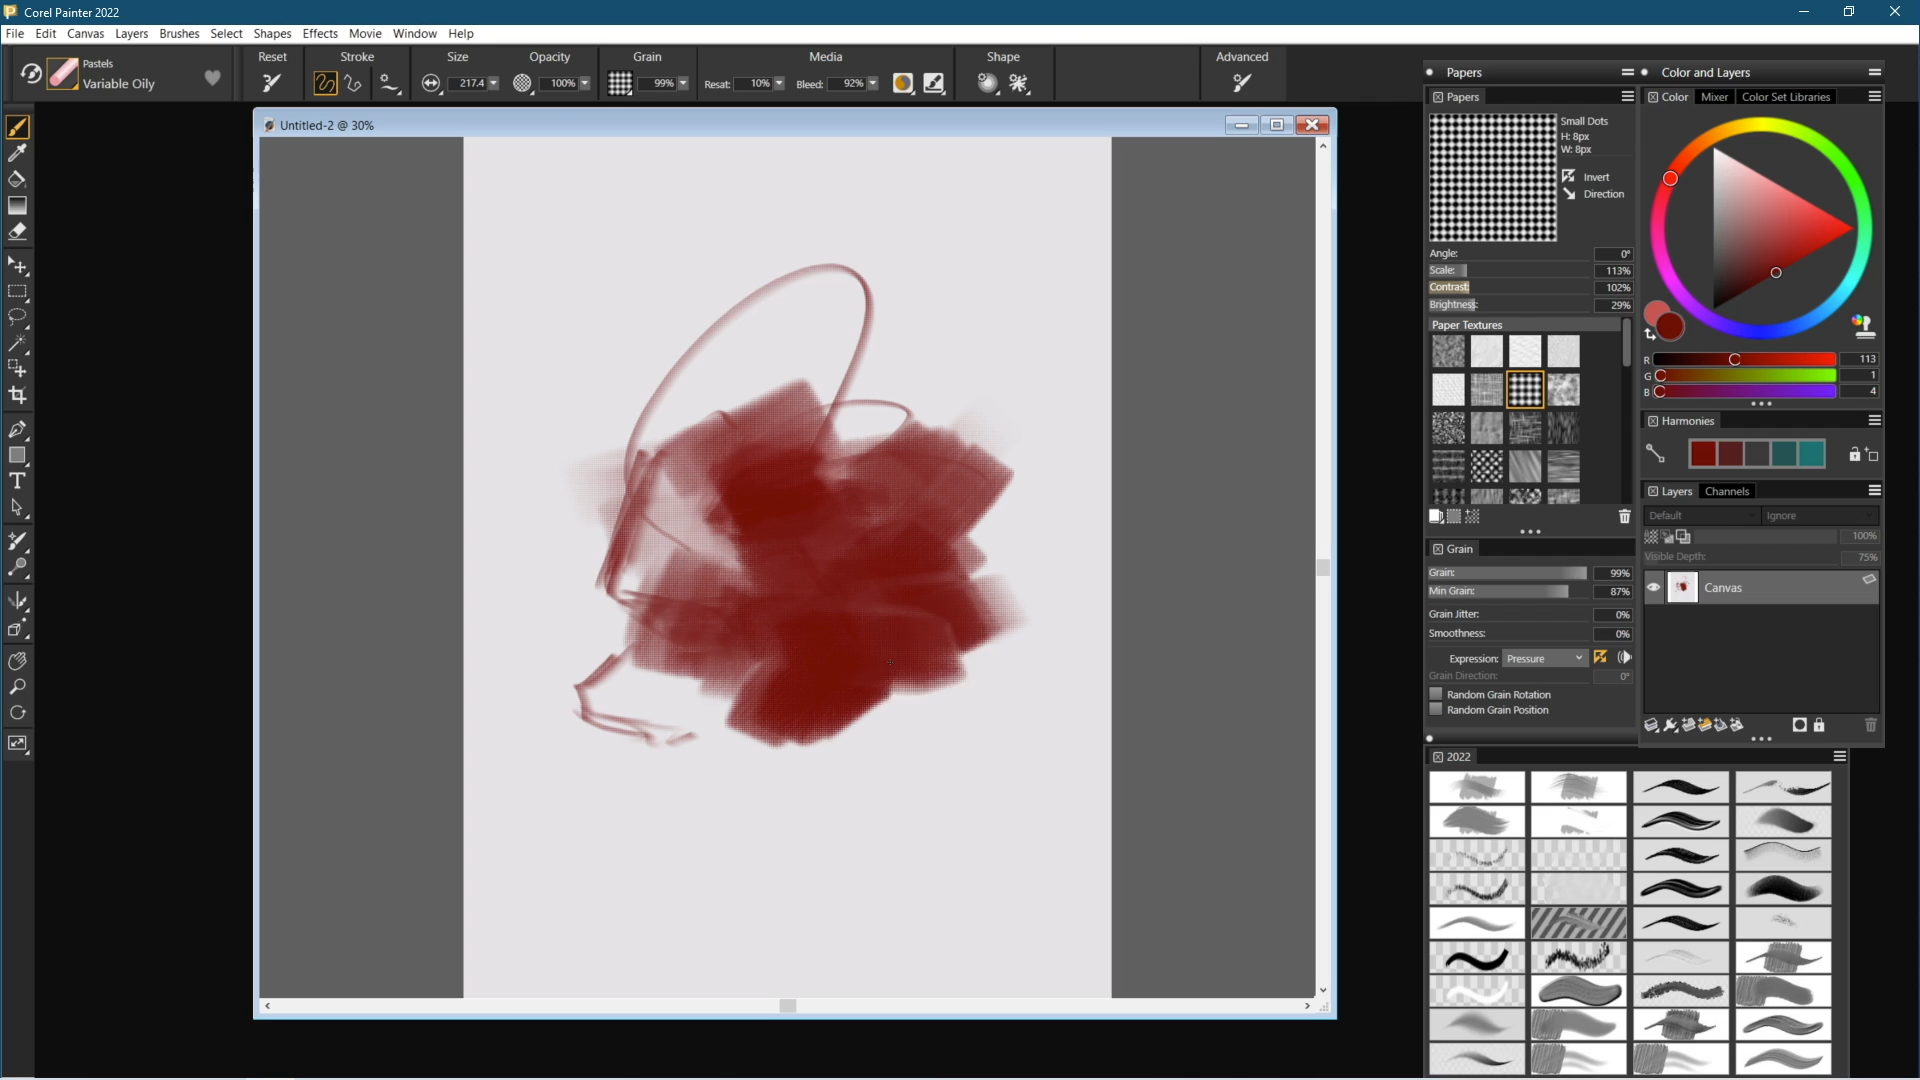 Corel Painter 2022
File Edit Canvas Layers Brushes Select Shapes Effects Movie Window Help
Pastels
Variable Oily
Reset
Stroke
Size
217.4
Opacity
100%
Grain
99%
Media
Resat: 10% Bleed: 92%
Shape
Advanced
Untitled-2 @ 30%
Papers
Papers
Small Dots
H: 8px
W: 8px
Invert
Direction
Angle: 0°
Scale: 113%
Contrast: 102%
Brightness: 29%
Paper Textures
Grain
Grain: 99%
Min Grain: 87%
Grain Jitter: 0%
Smoothness: 0%
Expression: Pressure
Grain Direction: 0°
Random Grain Rotation
Random Grain Position
Color and Layers
Color Mixer Color Set Libraries
R 113
G 1
B 4
Harmonies
Layers Channels
Default Ignore
100%
Visible Depth: 75%
Canvas
2022